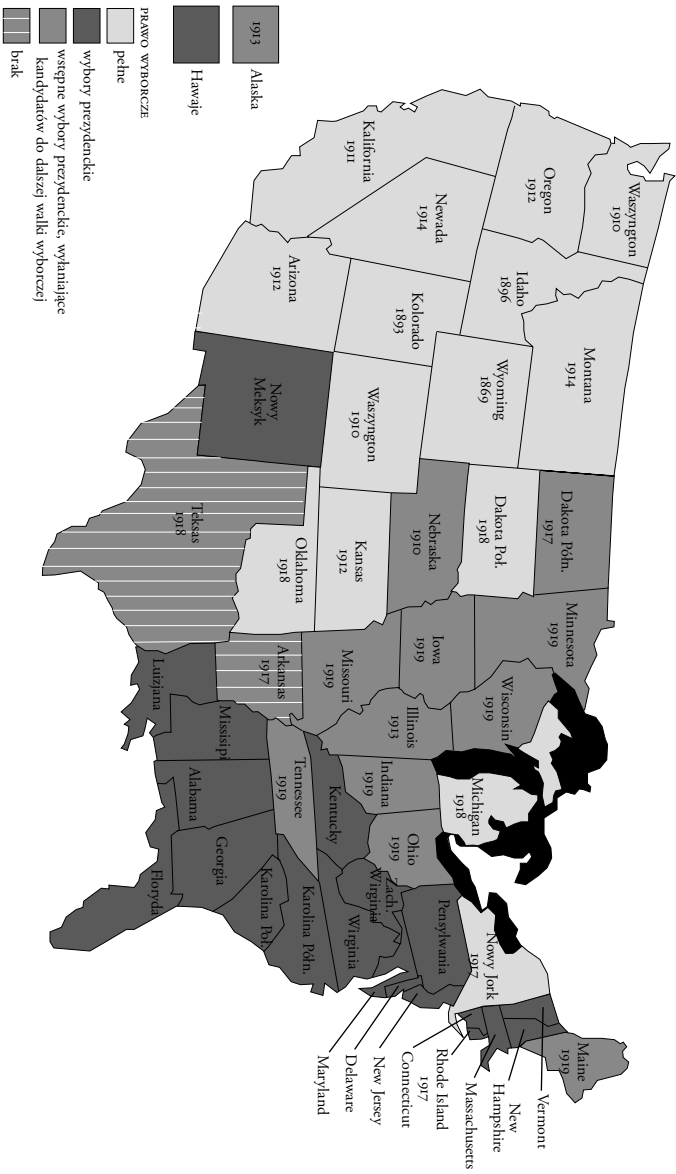 Waszyngton
1910
Oregon
1912
Kalifornia
1911
Newada
1914
Idaho
1896
Montana
1914
Wyoming
1869
Kolorado
1893
Arizona
1912
Waszyngton
1910
Nowy
Meksyk
Dakota Półn.
1917
Dakota Poł.
1918
Nebraska
1910
Kansas
1912
Oklahoma
1918
Teksas
1918
Minnesota
1919
Iowa
1919
Missouri
1919
Arkansas
1917
Luizjana
Wisconsin
1919
Illinois
1913
Michigan
1918
Indiana
1919
Ohio
1919
Kentucky
Tennessee
1919
Missisipi
Alabama
Georgia
Floryda
Karolina Poł.
Karolina Półn.
Wirginia
Zach.
Wirginia
Pensylwania
Nowy Jork
1917
Maine
1919
Vermont
New
Hampshire
Massachusetts
Rhode Island
1917
Connecticut
New Jersey
Delaware
Maryland
1913
Alaska
Hawaje
PRAWO WYBORCZE
pełne
wybory prezydenckie
wstępne wybory prezydenckie, wyłaniające
kandydatów do dalszej walki wyborczej
brak